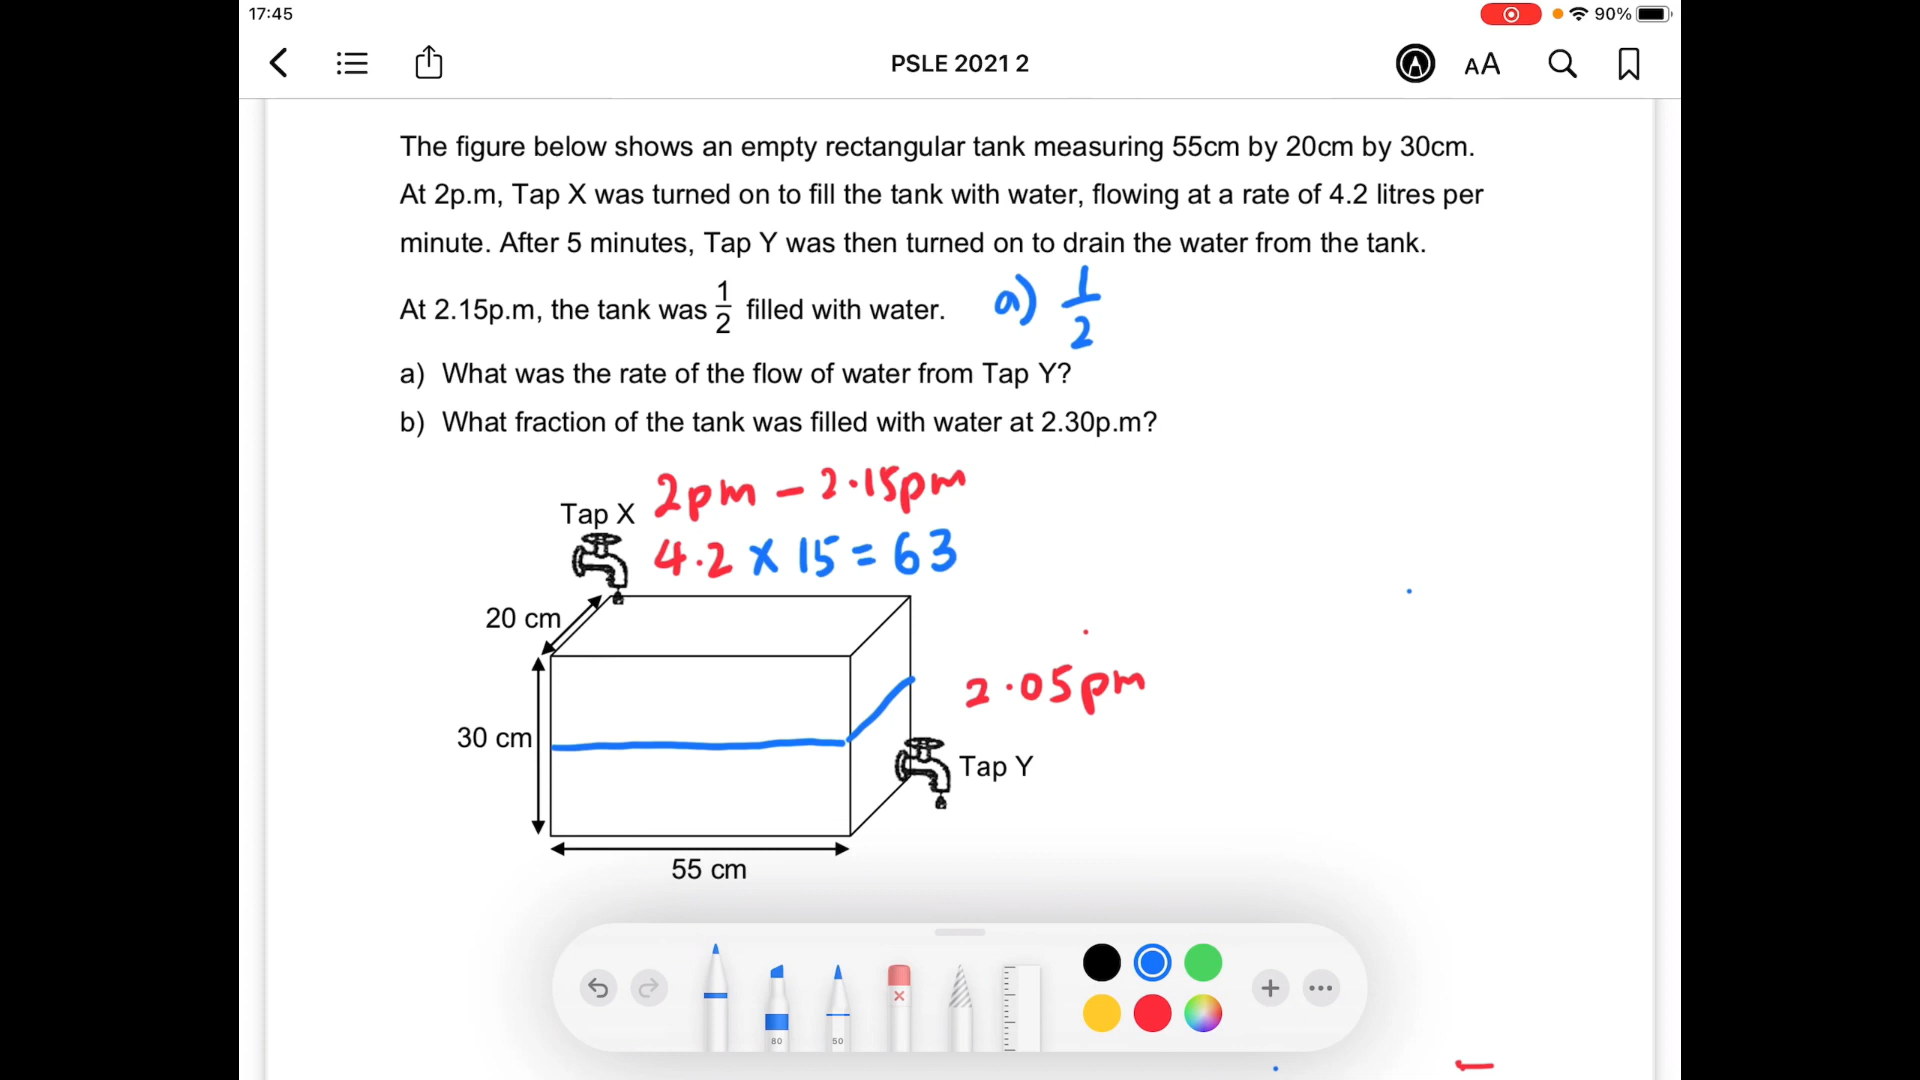 17:45
90%
PSLE 2021 2
AA
The figure below shows an empty rectangular tank measuring 55cm by 20cm by 30cm.
At 2p.m, Tap X was turned on to fill the tank with water, flowing at a rate of 4.2 litres per
minute. After 5 minutes, Tap Y was then turned on to drain the water from the tank.
At 2.15p.m, the tank was 1/2 filled with water.
a) 1/2
a) What was the rate of the flow of water from Tap Y?
b) What fraction of the tank was filled with water at 2.30p.m?
2pm - 2.15pm
Tap X
4.2 x 15 = 63
20 cm
2.05pm
30 cm
Tap Y
55 cm
80
50